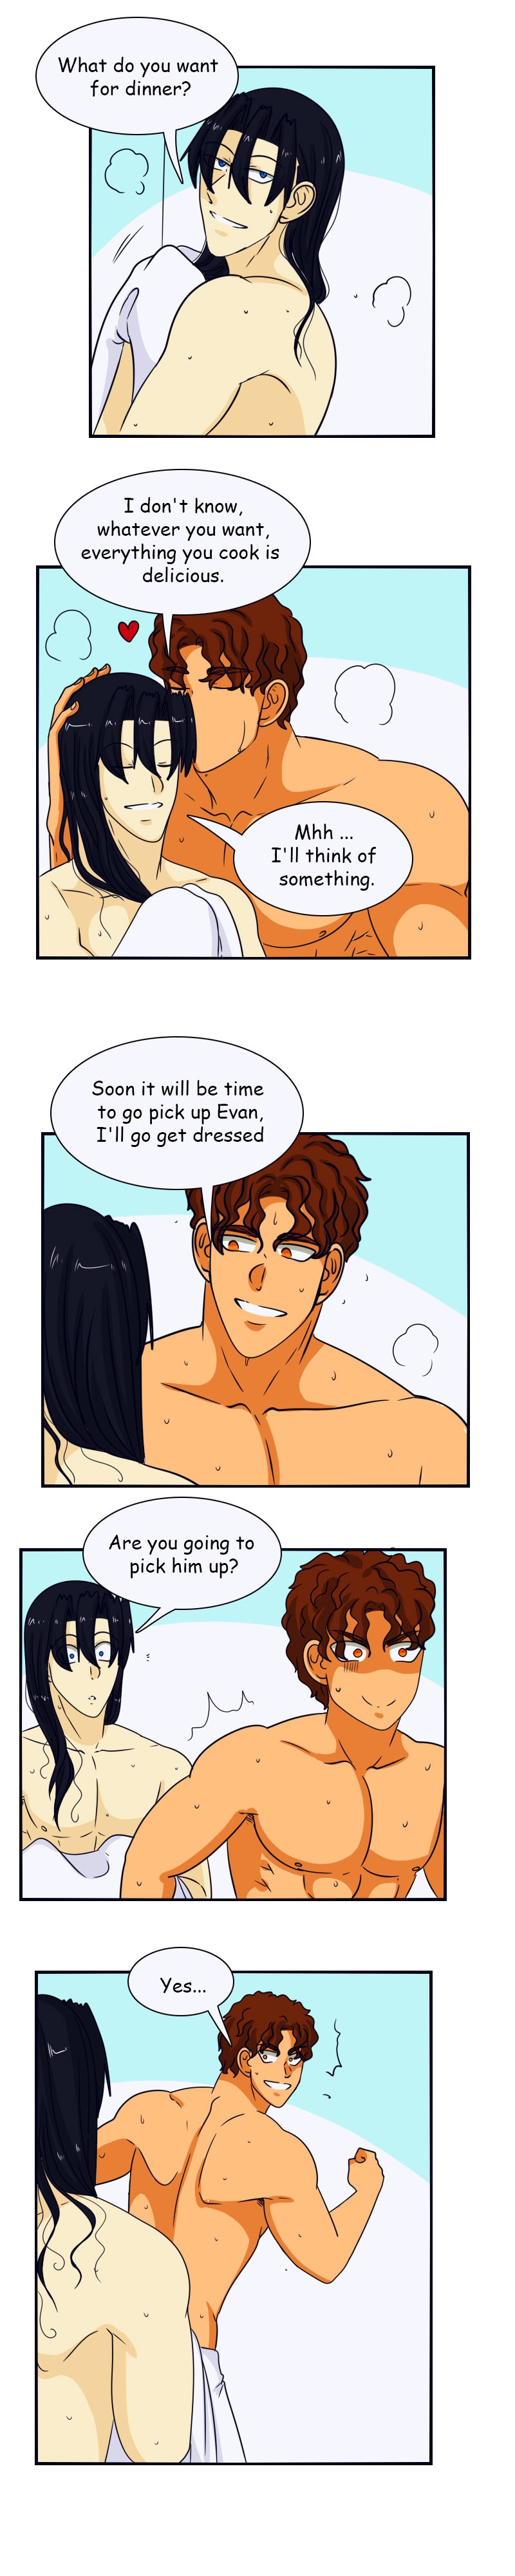 What do you want
for dinner?
I don't know,
whatever you want,
everything you cook is
delicious.
Mhh ...
I'll think of
something.
Soon it will be time
to go pick up Evan,
I'll go get dressed
Are you going to
pick him up?
Yes...